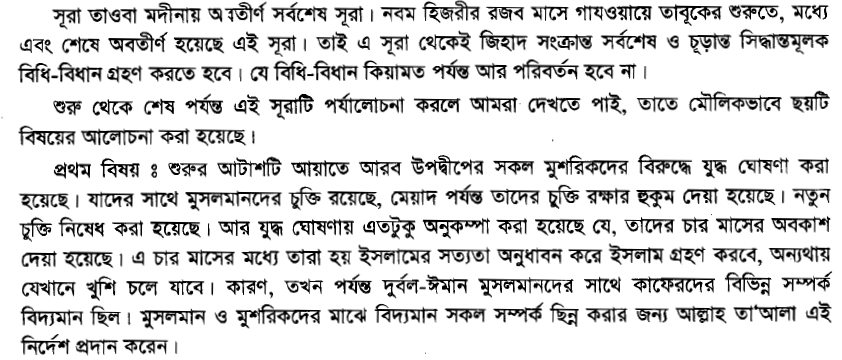 সূরা তাওবা মদীনায় অবতীর্ণ সর্বশেষ সূরা। নবম হিজরীর রজব মাসে গাযওয়ায়ে তাবূকের শুরুতে, মধ্যে
এবং শেষে অবতীর্ণ হয়েছে এই সূরা। তাই এ সূরা থেকেই জিহাদ সংক্রান্ত সর্বশেষ ও চূড়ান্ত সিদ্ধান্তমূলক
বিধি-বিধান গ্রহণ করতে হবে। যে বিধি-বিধান কিয়ামত পর্যন্ত আর পরিবর্তন হবে না।
শুরু থেকে শেষ পর্যন্ত এই সূরাটি পর্যালোচনা করলে আমরা দেখতে পাই, তাতে মৌলিকভাবে ছয়টি
বিষয়ের আলোচনা করা হয়েছে।
প্রথম বিষয় ঃ শুরুর আটাশটি আয়াতে আরব উপদ্বীপের সকল মুশরিকদের বিরুদ্ধে যুদ্ধ ঘোষণা করা
হয়েছে। যাদের সাথে মুসলমানদের চুক্তি রয়েছে, মেয়াদ পর্যন্ত তাদের চুক্তি রক্ষার হুকুম দেয়া হয়েছে। নতুন
চুক্তি নিষেধ করা হয়েছে। আর যুদ্ধ ঘোষণায় এতটুকু অনুকম্পা করা হয়েছে যে, তাদের চার মাসের অবকাশ
দেয়া হয়েছে। এ চার মাসের মধ্যে তারা হয় ইসলামের সত্যতা অনুধাবন করে ইসলাম গ্রহণ করবে, অন্যথায়
যেখানে খুশি চলে যাবে। কারণ, তখন পর্যন্ত দুর্বল-ঈমান মুসলমানদের সাথে কাফেরদের বিভিন্ন সম্পর্ক
বিদ্যমান ছিল। মুসলমান ও মুশরিকদের মাঝে বিদ্যমান সকল সম্পর্ক ছিন্ন করার জন্য আল্লাহ তা'আলা এই
নির্দেশ প্রদান করেন।